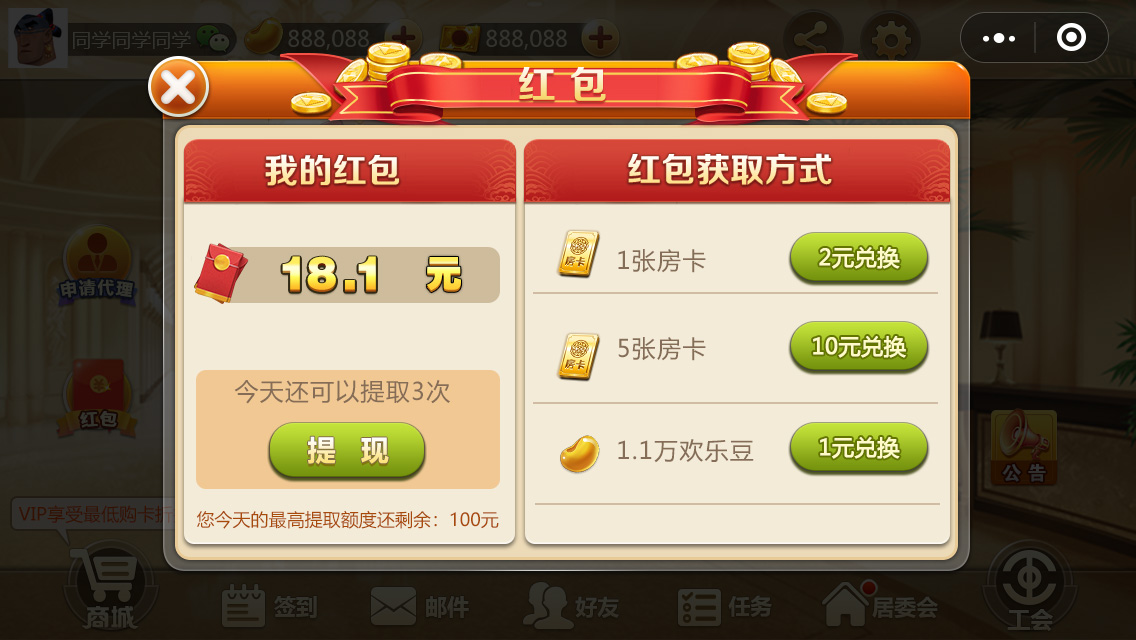 同学同学同学
888,088
888,088
红包
我的红包
红包获取方式
18.1 元
1张房卡
2元兑换
房卡
5张房卡
10元兑换
房卡
今天还可以提取3次
提 现
1.1万欢乐豆
1元兑换
您今天的最高提取额度还剩余：100元
申请代理
红包
公告
VIP享受最低购卡折
商城
签到
邮件
好友
任务
居委会
工会